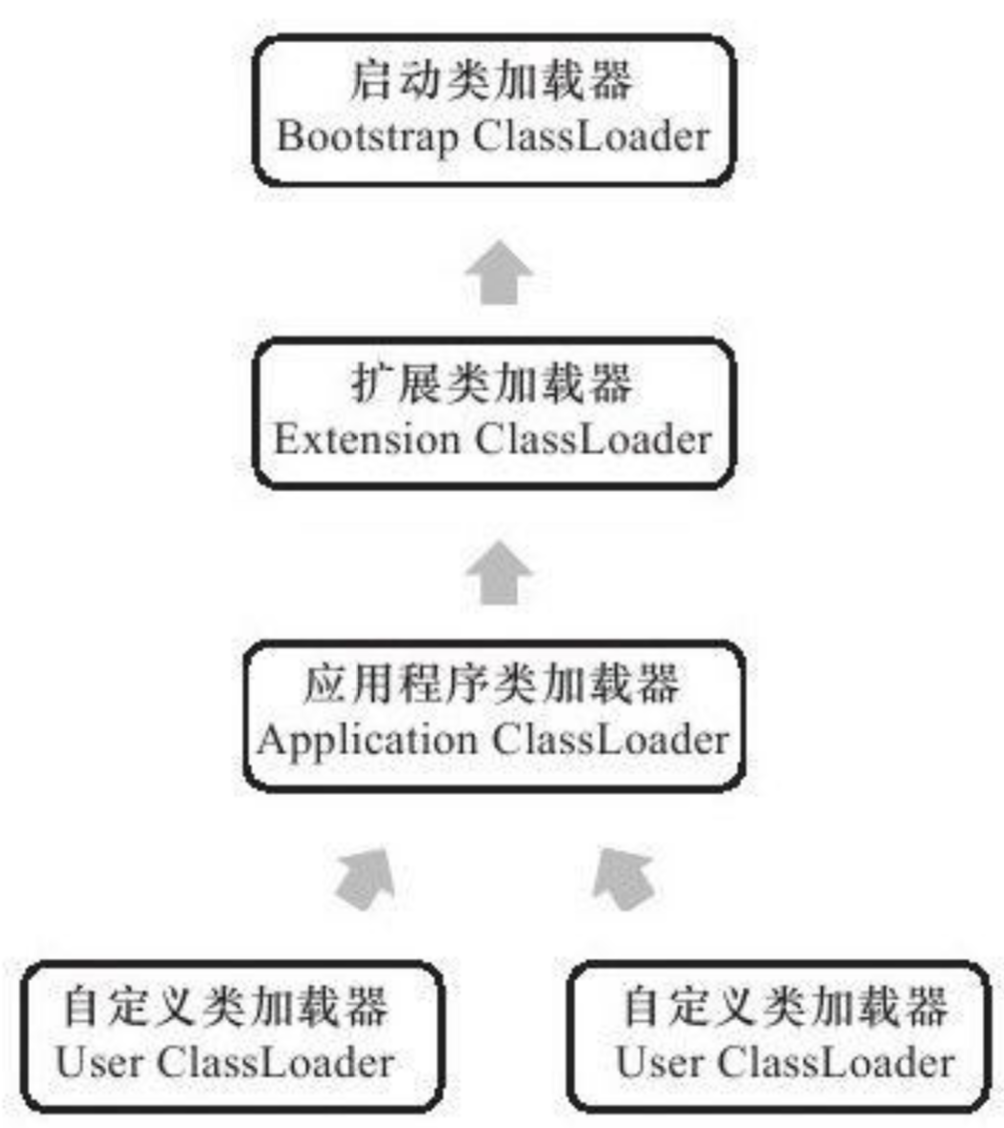 启动类加载器
Bootstrap ClassLoader
扩展类加载器
Extension ClassLoader
应用程序类加载器
Application ClassLoader
自定义类加载器
User ClassLoader
自定义类加载器
User ClassLoader